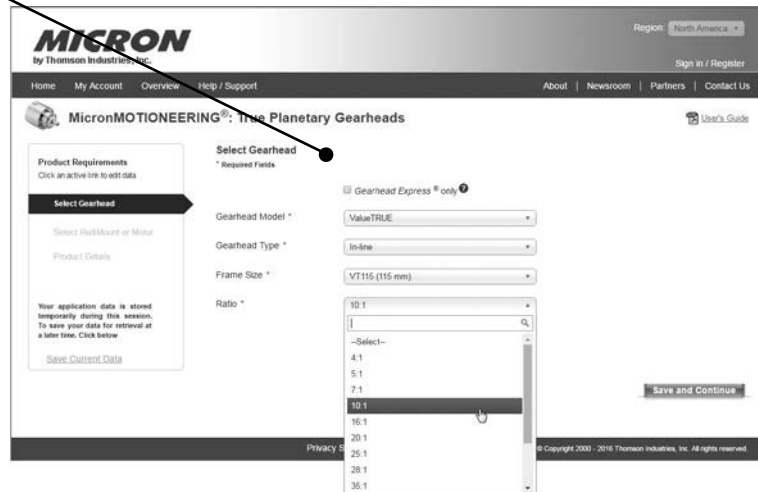 MICRON
by Thomson Industries, Inc.
Region: North America
Sign in / Register
Home My Account Overview Help / Support About | Newsroom | Partners | Contact Us
MicronMOTIONEERING®: True Planetary Gearheads
User's Guide
Product Requirements
Click an active link to edit data
Select Gearhead
Select RediMount or Motor
Product Details
Your application data is stored
temporarily during this session.
To save your data for retrieval at
a later time. Click below
Save Current Data
Select Gearhead
* Required Fields
Gearhead Express ® only ?
Gearhead Model * ValueTRUE
Gearhead Type * In-line
Frame Size * VT115 (115 mm)
Ratio * 10:1
--Select--
4:1
5:1
7:1
10:1
16:1
20:1
25:1
28:1
35:1
Save and Continue
Privacy S
© Copyright 2000 - 2016 Thomson Industries, Inc. All rights reserved.